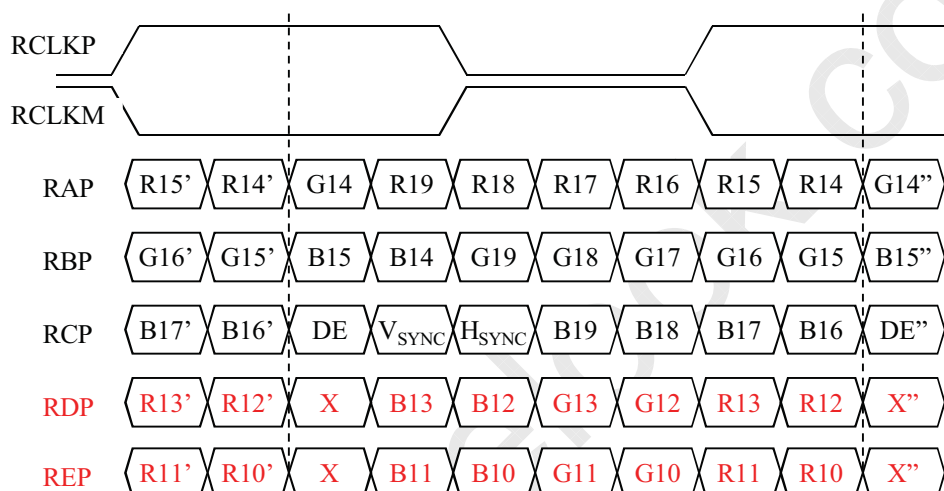 RCLKP
RCLKM
RAP R15’ R14’ G14 R19 R18 R17 R16 R15 R14 G14”
RBP G16’ G15’ B15 B14 G19 G18 G17 G16 G15 B15”
RCP B17’ B16’ DE VSYNC HSYNC B19 B18 B17 B16 DE”
RDP R13’ R12’ X B13 B12 G13 G12 R13 R12 X”
REP R11’ R10’ X B11 B10 G11 G10 R11 R10 X”